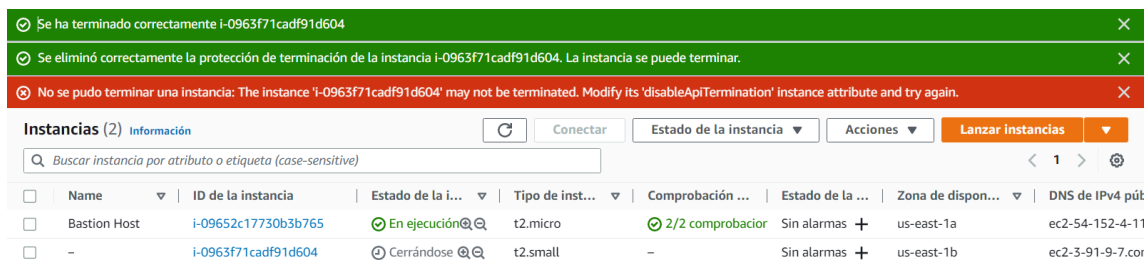 Se ha terminado correctamente i-0963f71cadf91d604
Se eliminó correctamente la protección de terminación de la instancia i-0963f71cadf91d604. La instancia se puede terminar.
No se pudo terminar una instancia: The instance 'i-0963f71cadf91d604' may not be terminated. Modify its 'disableApiTermination' instance attribute and try again.
Instancias (2) Información Conectar Estado de la instancia Acciones Lanzar instancias
Buscar instancia por atributo o etiqueta (case-sensitive) 1
Name ID de la instancia Estado de la i... Tipo de inst... Comprobación ... Estado de la ... Zona de dispon... DNS de IPv4 púb
Bastion Host i-09652c17730b3b765 En ejecución t2.micro 2/2 comprobacior Sin alarmas us-east-1a ec2-54-152-4-11
– i-0963f71cadf91d604 Cerrándose t2.small – Sin alarmas us-east-1b ec2-3-91-9-7.con